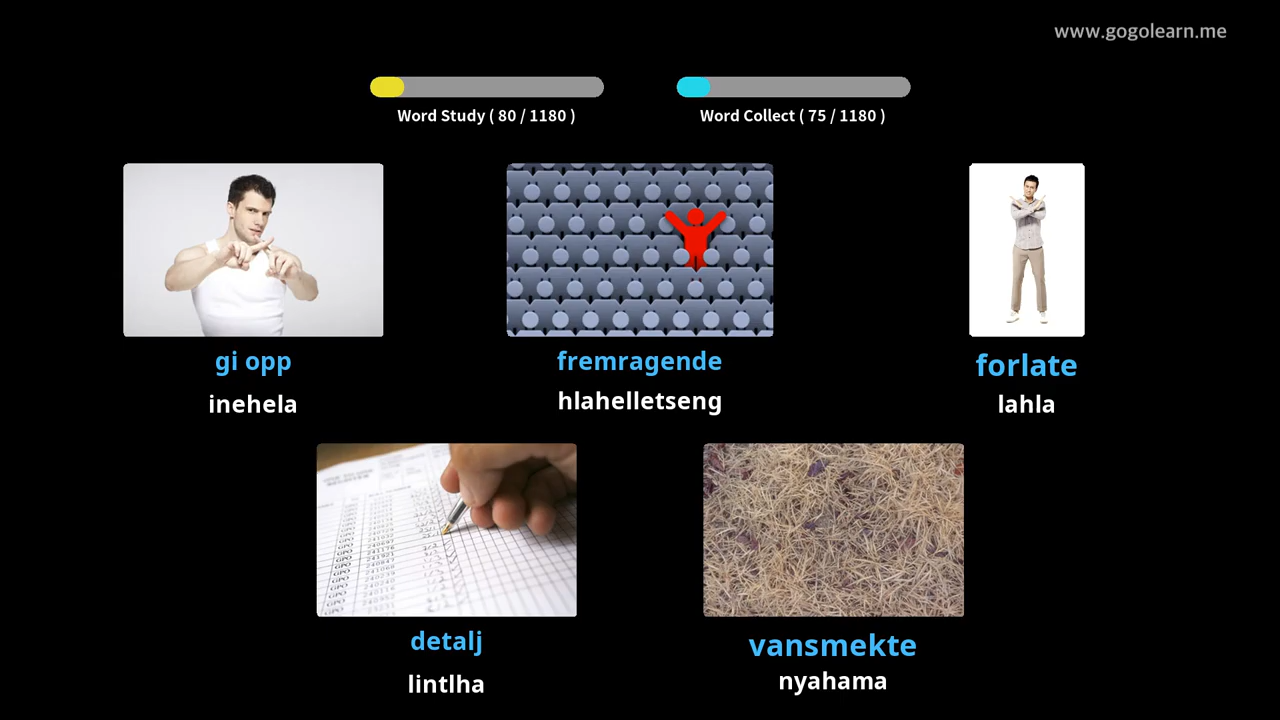 www.gogolearn.me
Word Study ( 80 / 1180 )
Word Collect ( 75 / 1180 )
gi opp
inehela
fremragende
hlahelletseng
forlate
lahla
detalj
lintlha
vansmekte
nyahama